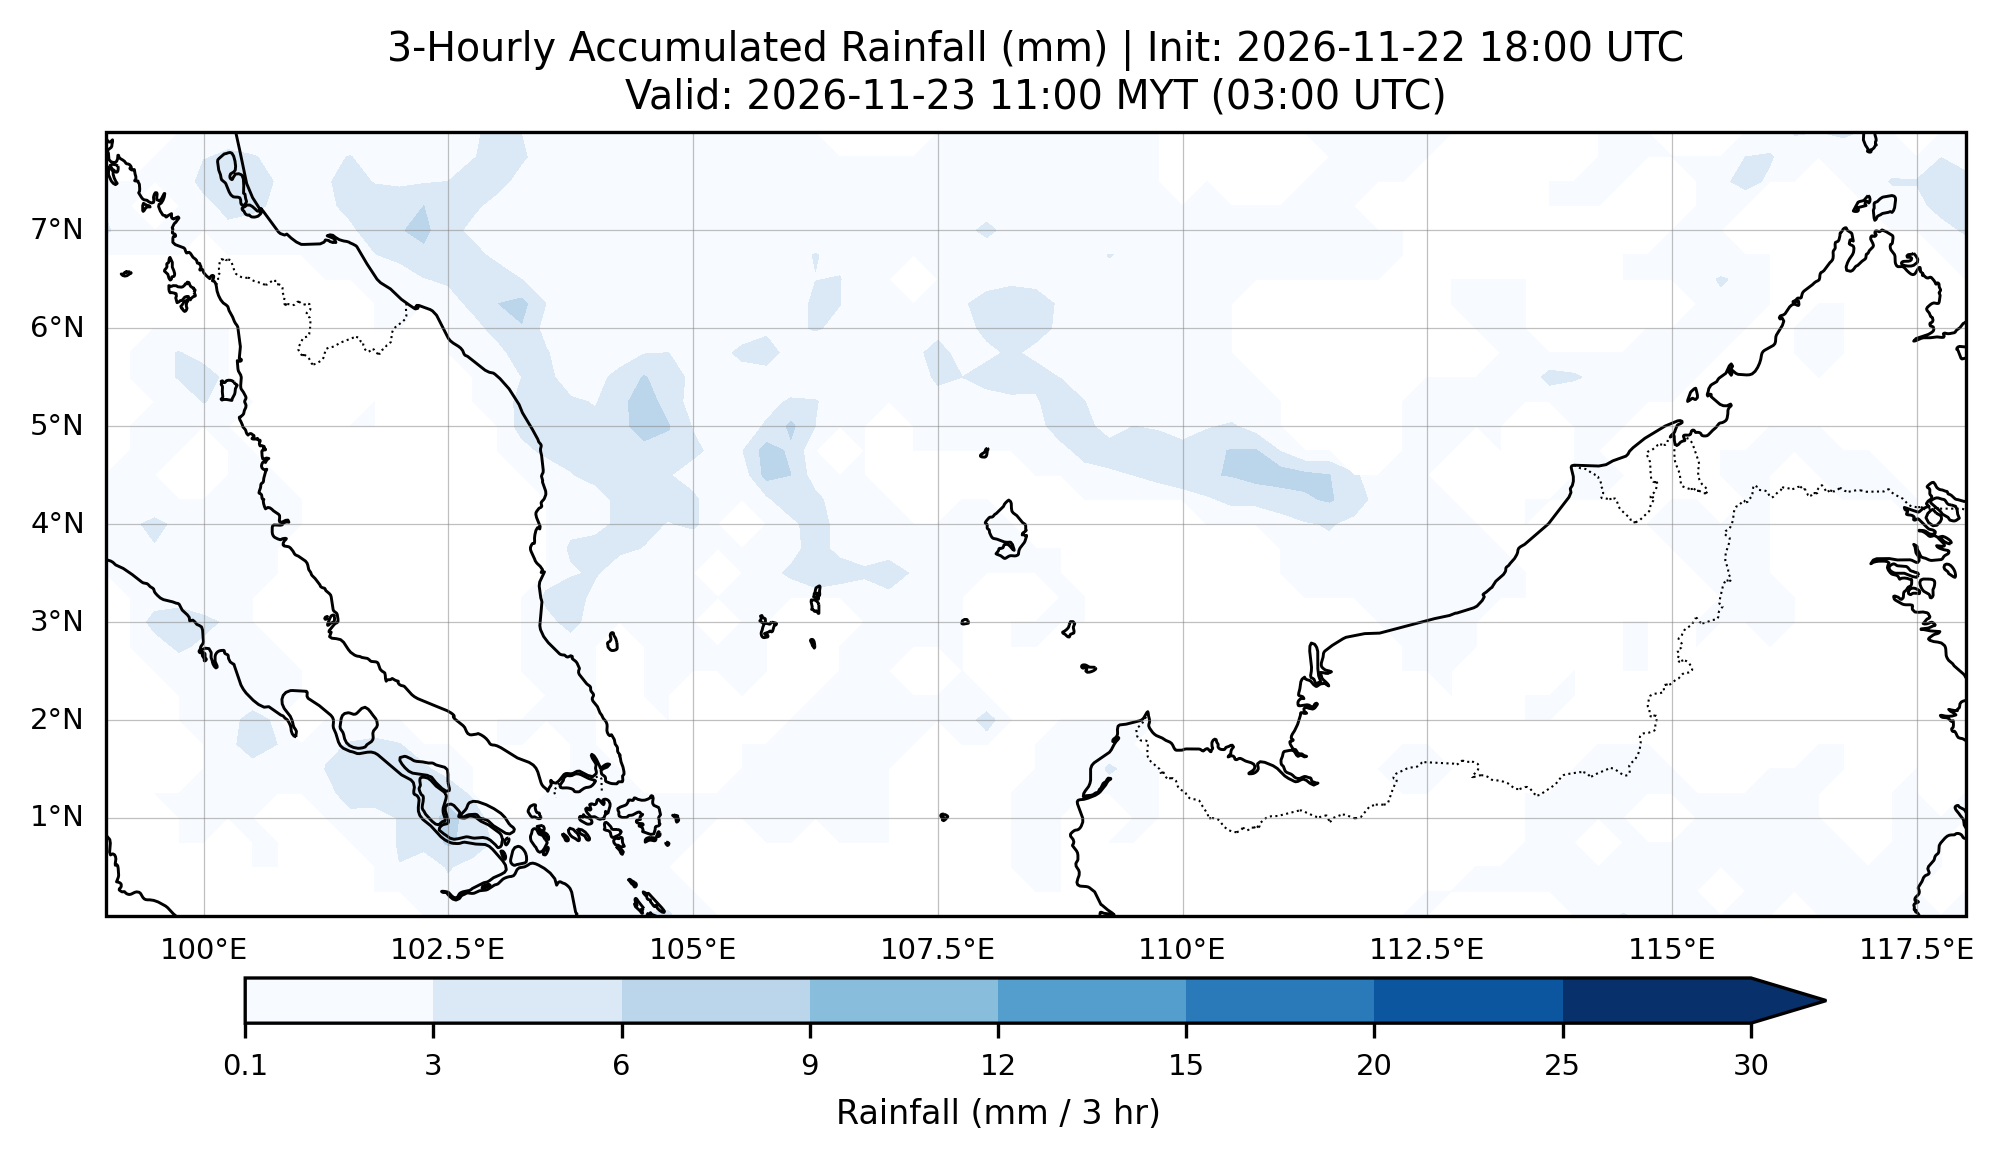 3-Hourly Accumulated Rainfall (mm) | Init: 2026-11-22 18:00 UTC
Valid: 2026-11-23 11:00 MYT (03:00 UTC)
7°N
6°N
5°N
4°N
3°N
2°N
1°N
100°E 102.5°E 105°E 107.5°E 110°E 112.5°E 115°E 117.5°E
0.1 3 6 9 12 15 20 25 30
Rainfall (mm / 3 hr)